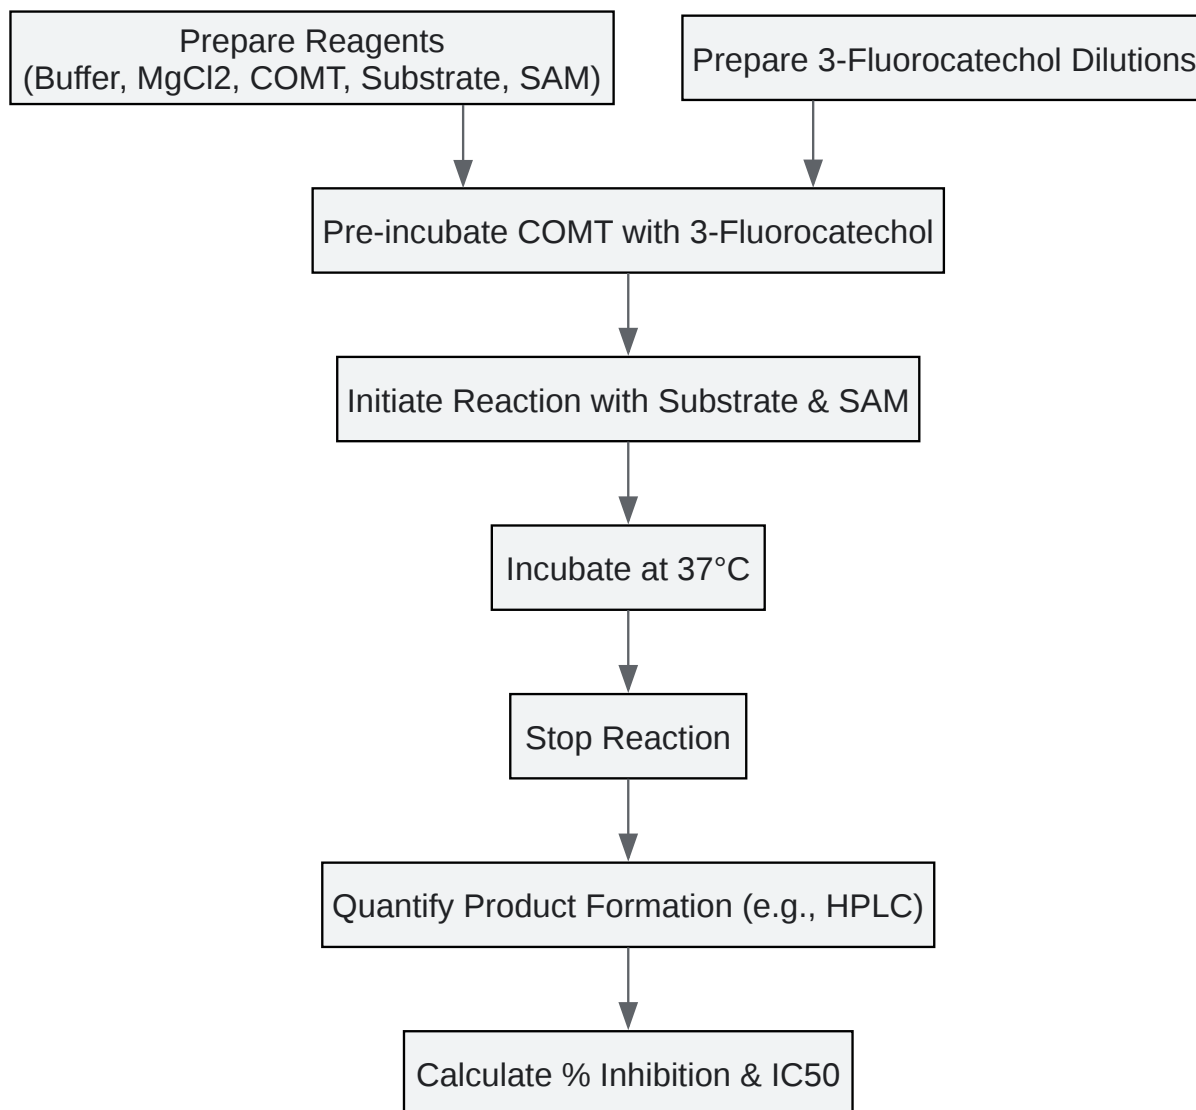 Prepare Reagents
(Buffer, MgCl2, COMT, Substrate, SAM)
Prepare 3-Fluorocatechol Dilutions
Pre-incubate COMT with 3-Fluorocatechol
Initiate Reaction with Substrate & SAM
Incubate at 37°C
Stop Reaction
Quantify Product Formation (e.g., HPLC)
Calculate % Inhibition & IC50